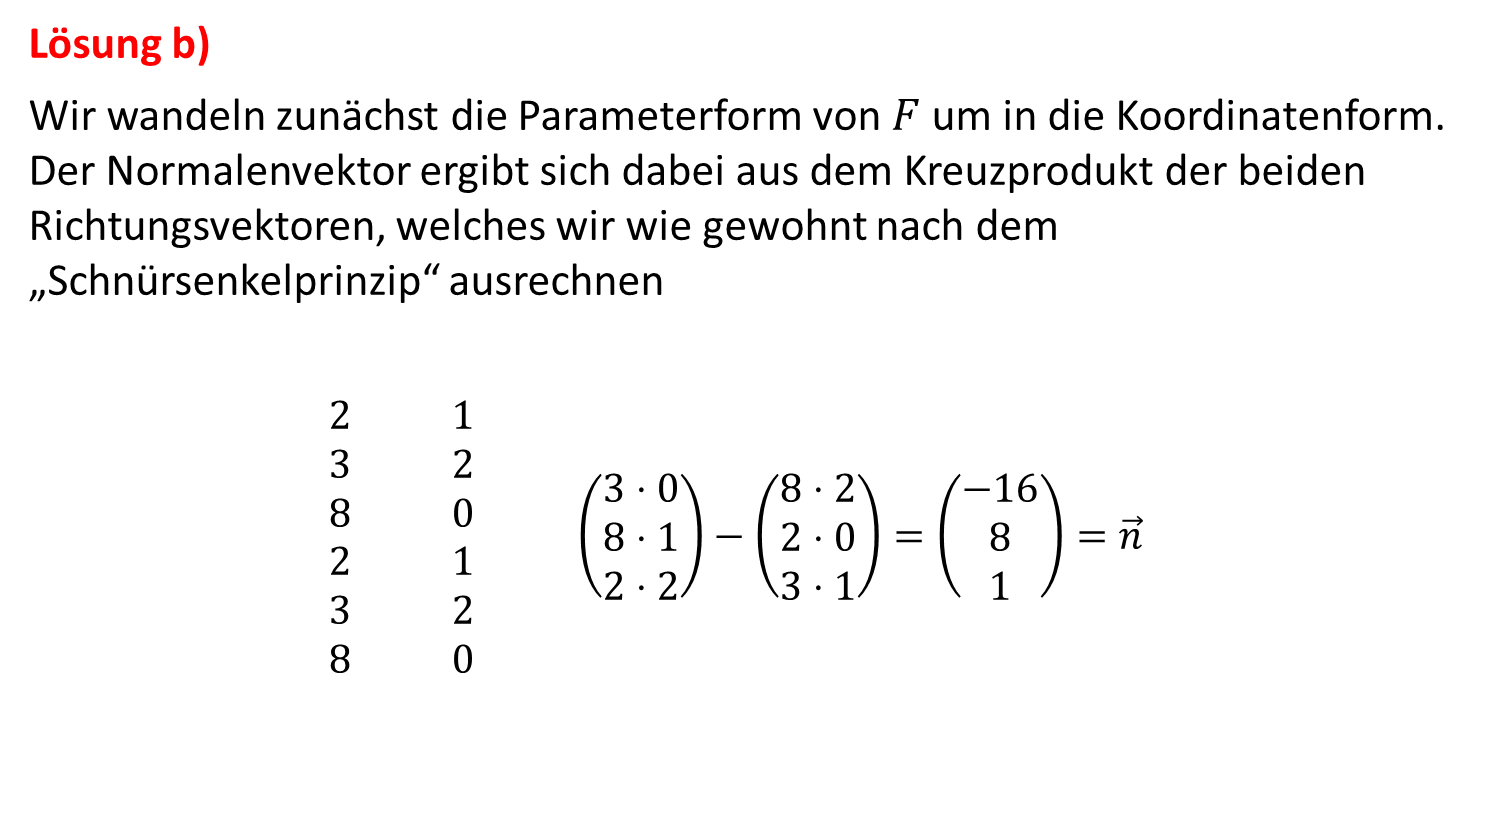 Lösung b)
Wir wandeln zunächst die Parameterform von F um in die Koordinatenform.
Der Normalenvektor ergibt sich dabei aus dem Kreuzprodukt der beiden
Richtungsvektoren, welches wir wie gewohnt nach dem
„Schnürsenkelprinzip“ ausrechnen
2 1
3 2
8 0
2 1
3 2
8 0
(3 · 0) (8 · 2) (−16)
(8 · 1) − (2 · 0) = (8) = n⃗
(2 · 2) (3 · 1) (1)